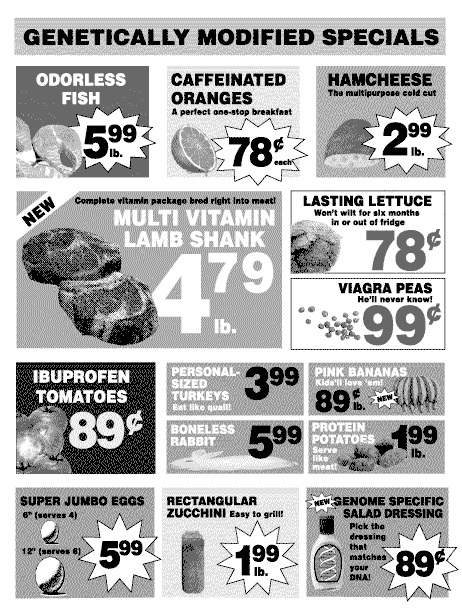 GENETICALLY MODIFIED SPECIALS
ODORLESS
FISH
5.99
lb.
CAFFEINATED
ORANGES
A perfect one-stop breakfast
78¢
each
HAMCHEESE
The multipurpose cold cut
2.99
lb.
NEW
Complete vitamin package bred right into meat!
MULTI VITAMIN
LAMB SHANK
4.79
lb.
LASTING LETTUCE
Won't wilt for six months
in or out of fridge
78¢
VIAGRA PEAS
He'll never know!
99¢
IBUPROFEN
TOMATOES
89¢
PERSONAL-
SIZED
TURKEYS
Eat like quail!
3.99
PINK BANANAS
Kids'll love 'em!
89¢
lb.
NEW
BONELESS
RABBIT
5.99
PROTEIN
POTATOES
Serve
like
meat!
1.99
lb.
SUPER JUMBO EGGS
6" (serves 4)
12" (serves 6)
5.99
RECTANGULAR
ZUCCHINI Easy to grill!
1.99
lb.
NEW
GENOME SPECIFIC
SALAD DRESSING
Pick the
dressing
that
matches
your
DNA!
89¢